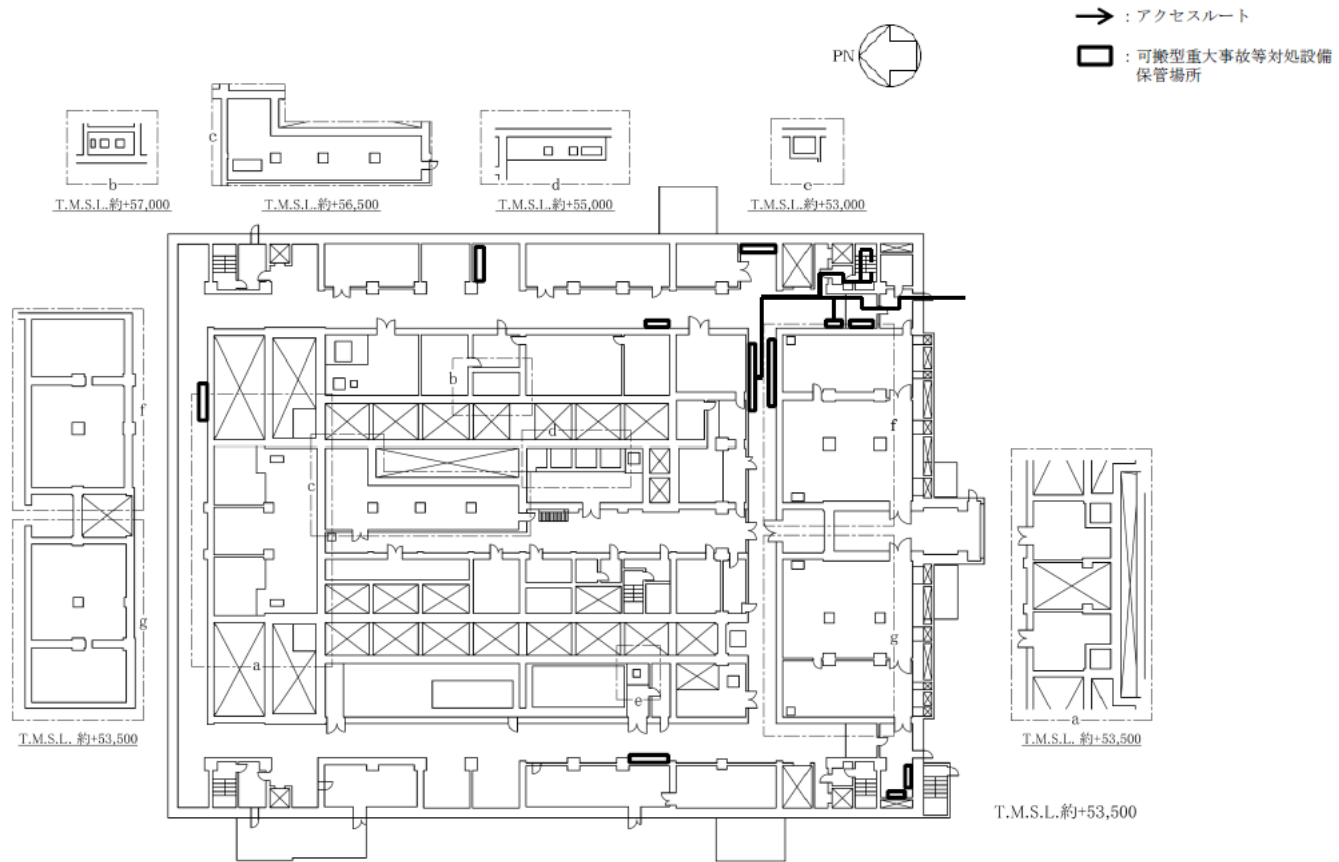 → : アクセスルート
PN
: 可搬型重大事故等対処設備
保管場所
c
b
d
e
T.M.S.L.約+57,000
T.M.S.L.約+56,500
T.M.S.L.約+55,000
T.M.S.L.約+53,000
b
f
f
d
c
g
a
g
e
a
T.M.S.L. 約+53,500
T.M.S.L. 約+53,500
T.M.S.L.約+53,500